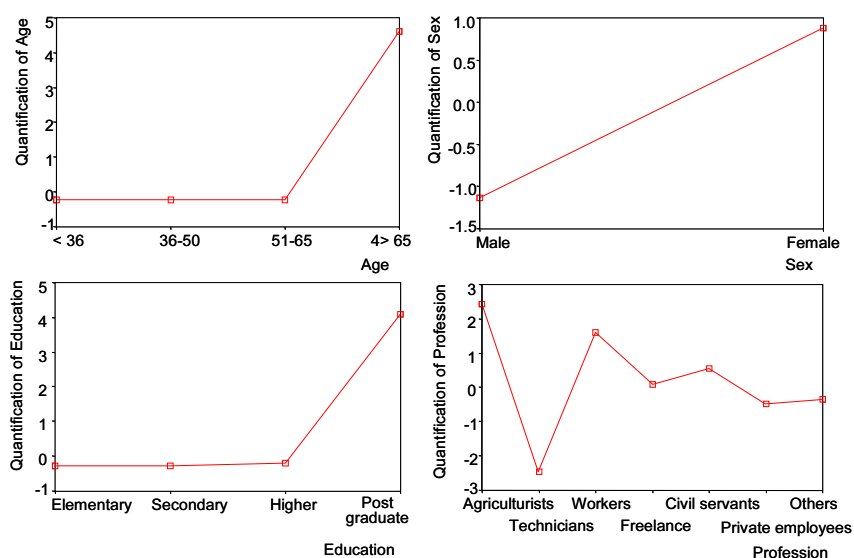 Quantification of Age
5
4
3
2
1
0
-1
< 36
36-50
51-65
4> 65
Age
Quantification of Sex
1.0
0.5
0.0
-0.5
-1.0
-1.5
Male
Female
Sex
Quantification of Education
5
4
3
2
1
0
-1
Elementary
Secondary
Higher
Post
graduate
Education
Quantification of Profession
3
2
1
0
-1
-2
-3
Agriculturists
Workers
Civil servants
Others
Technicians
Freelance
Private employees
Profession